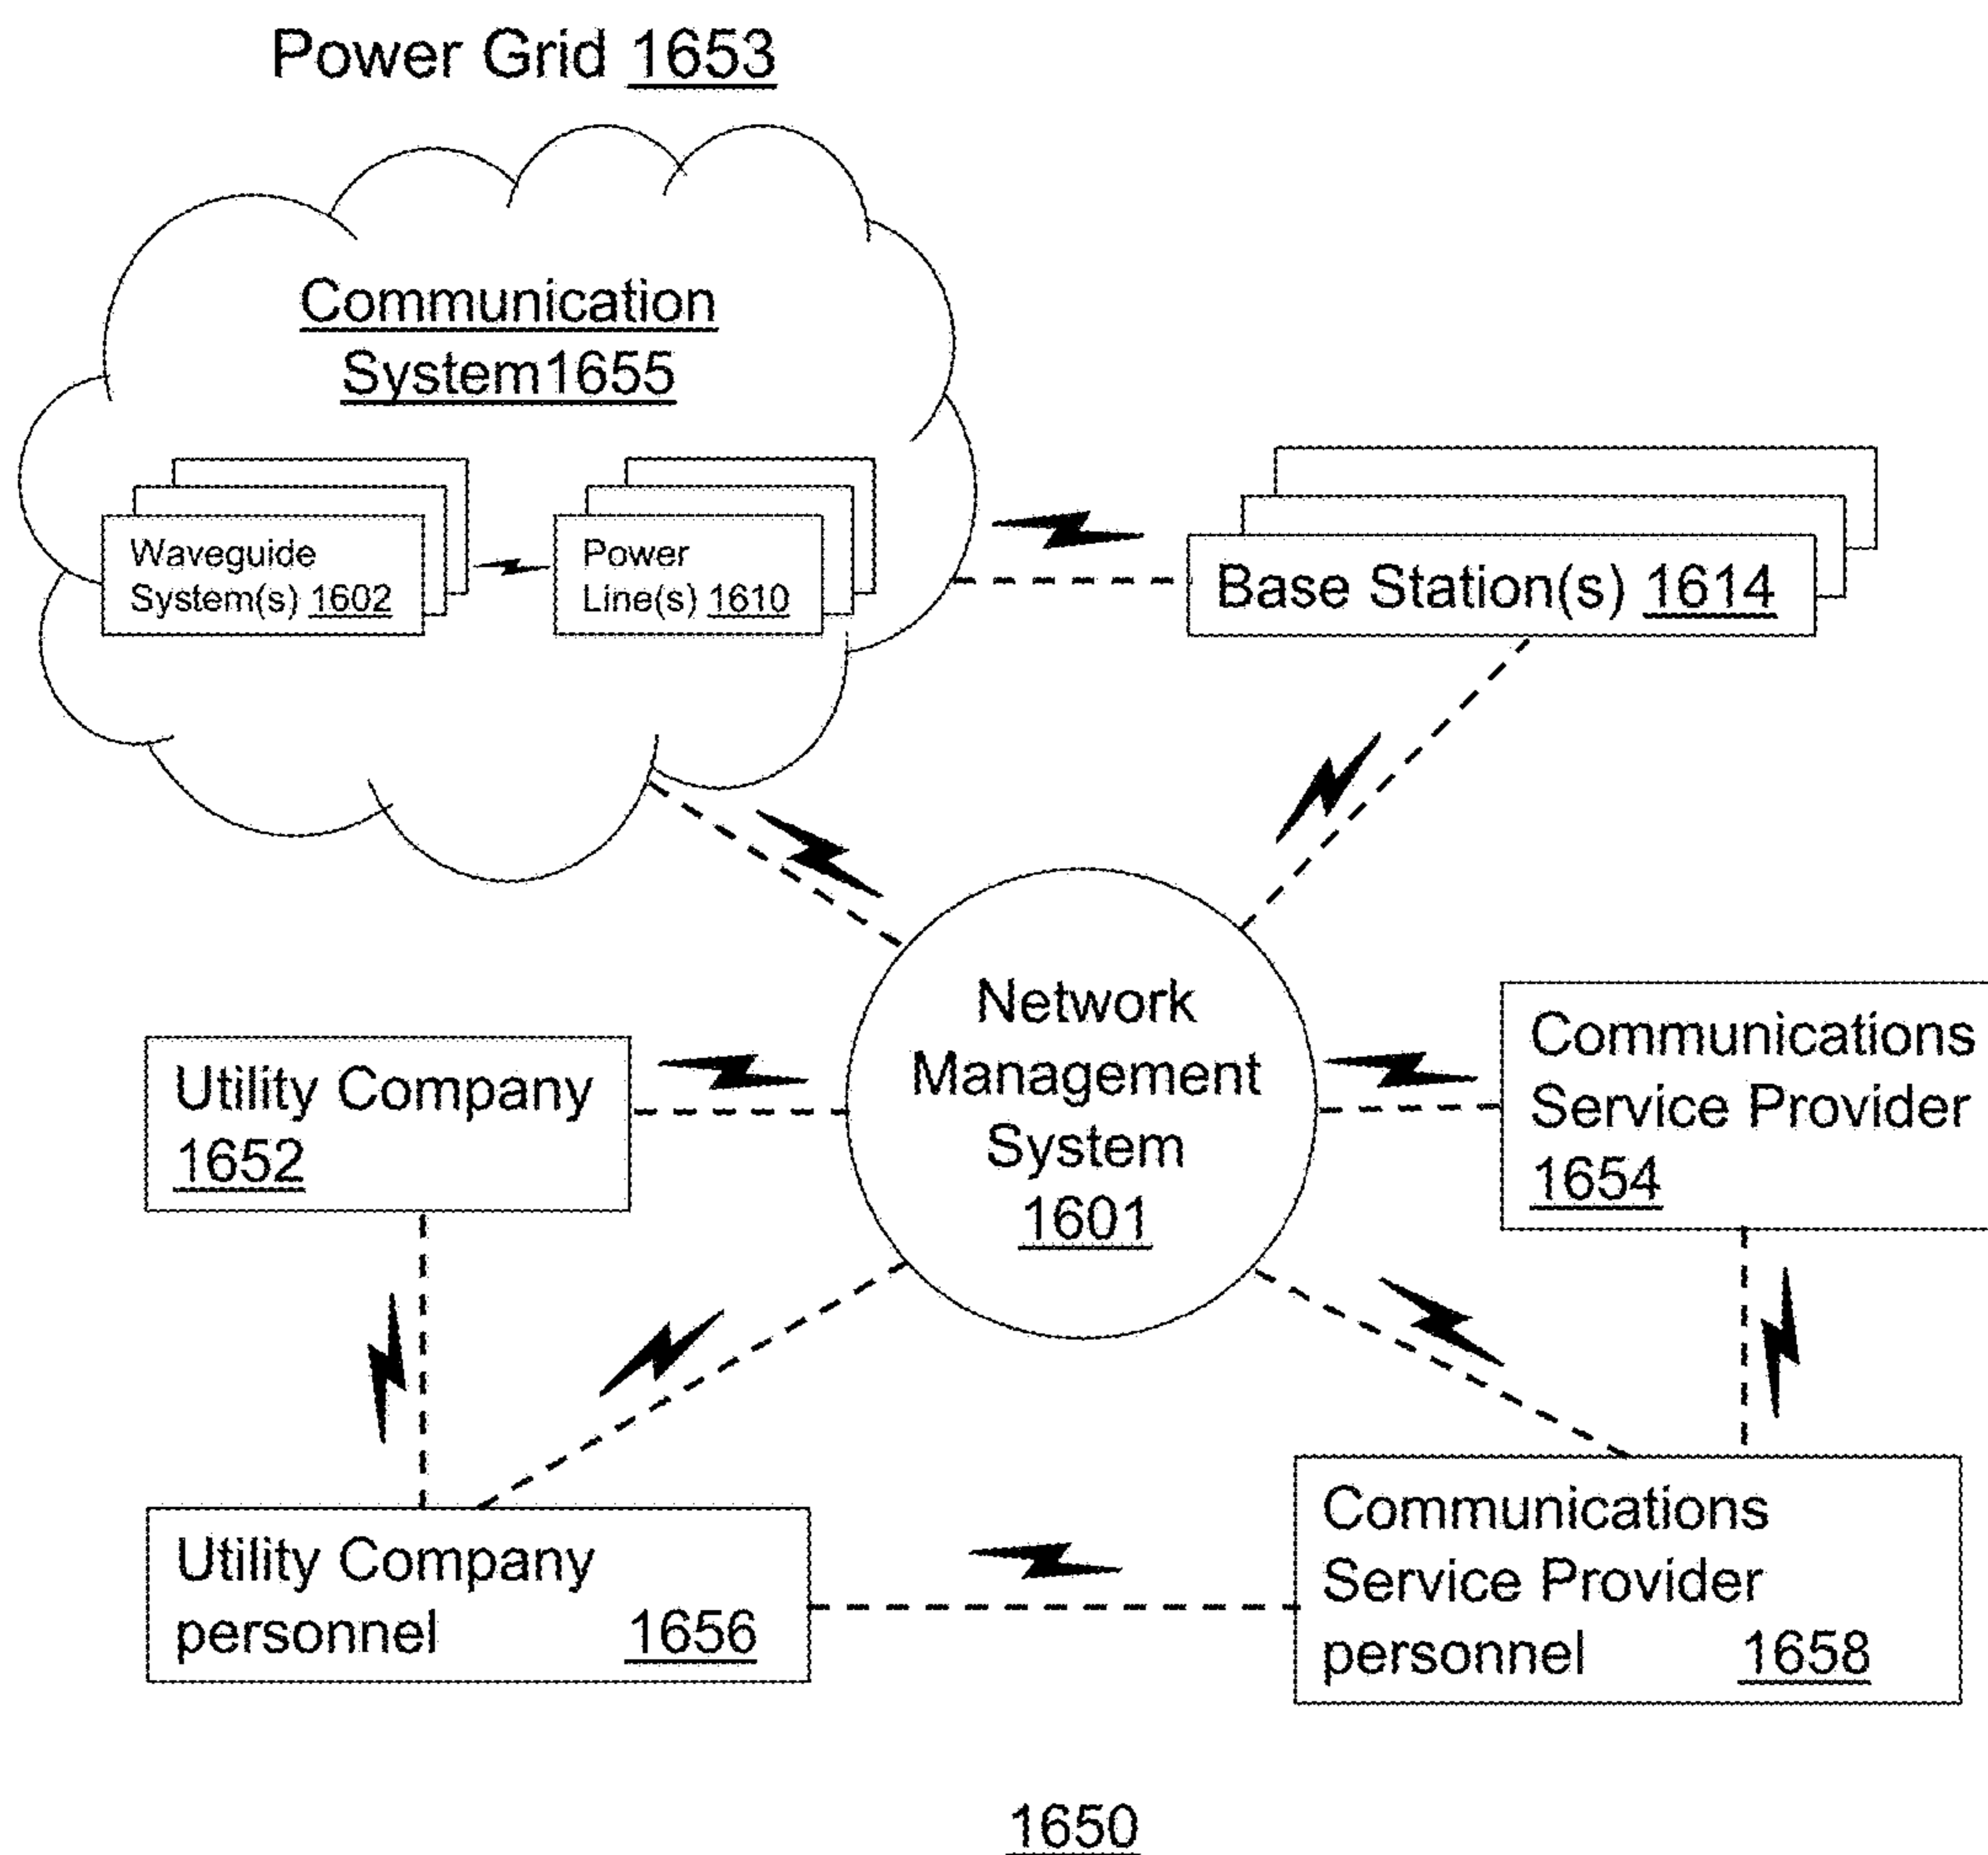 Power Grid 1653
Communication
System1655
Waveguide
System(s) 1602
Power
Line(s) 1610
Base Station(s) 1614
Network
Management
System
1601
Utility Company
1652
Communications
Service Provider
1654
Utility Company
personnel 1656
Communications
Service Provider
personnel 1658
1650